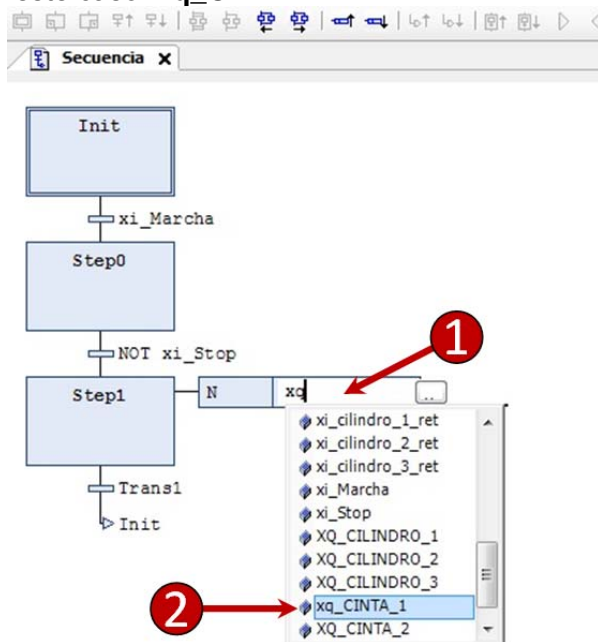 Secuencia X
Init
xi_Marcha
Step0
1
NOT xi_Stop
Step1
N
xq
..
xi_cilindro_1_ret
xi_cilindro_2_ret
xi_cilindro_3_ret
xi_Marcha
xi_Stop
XQ_CILINDRO_1
XQ_CILINDRO_2
XQ_CILINDRO_3
xq_CINTA_1
XQ_CINTA_2
Trans1
Init
2